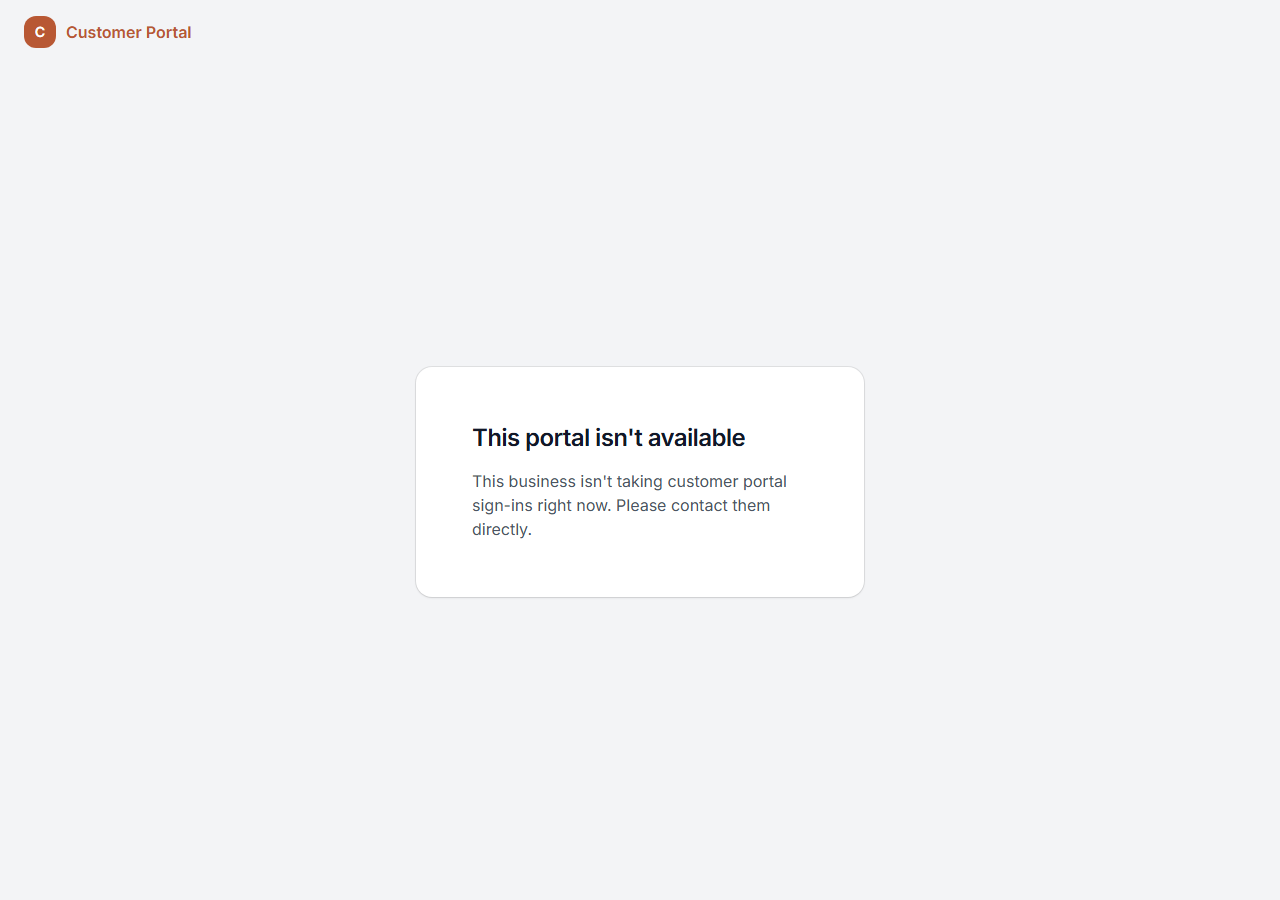 C Customer Portal
This portal isn't available
This business isn't taking customer portal
sign-ins right now. Please contact them
directly.